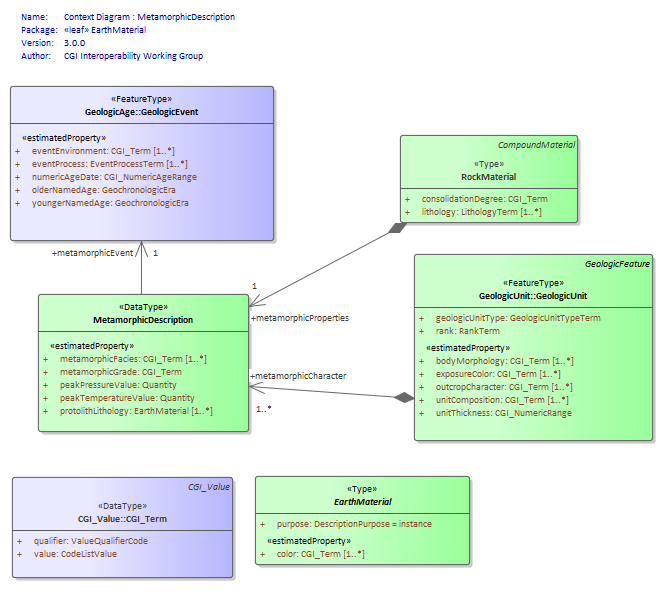 Name: Context Diagram : MetamorphicDescription
Package: «leaf» EarthMaterial
Version: 3.0.0
Author: CGI Interoperability Working Group
«FeatureType»
GeologicAge::GeologicEvent
«estimatedProperty»
+ eventEnvironment: CGI_Term [1..*]
+ eventProcess: EventProcessTerm [1..*]
+ numericAgeDate: CGI_NumericAgeRange
+ olderNamedAge: GeochronologicEra
+ youngerNamedAge: GeochronologicEra
CompoundMaterial
«Type»
RockMaterial
+ consolidationDegree: CGI_Term
+ lithology: LithologyTerm [1..*]
+metamorphicEvent 1
1
+metamorphicProperties
GeologicFeature
«FeatureType»
GeologicUnit::GeologicUnit
+ geologicUnitType: GeologicUnitTypeTerm
+ rank: RankTerm
«estimatedProperty»
+ bodyMorphology: CGI_Term [1..*]
+ exposureColor: CGI_Term [1..*]
+ outcropCharacter: CGI_Term [1..*]
+ unitComposition: CGI_Term [1..*]
+ unitThickness: CGI_NumericRange
«DataType»
MetamorphicDescription
«estimatedProperty»
+ metamorphicFacies: CGI_Term [1..*]
+ metamorphicGrade: CGI_Term
+ peakPressureValue: Quantity
+ peakTemperatureValue: Quantity
+ protolithLithology: EarthMaterial [1..*]
+metamorphicCharacter
1..*
CGI_Value
«DataType»
CGI_Value::CGI_Term
+ qualifier: ValueQualifierCode
+ value: CodeListValue
«Type»
EarthMaterial
+ purpose: DescriptionPurpose = instance
«estimatedProperty»
+ color: CGI_Term [1..*]